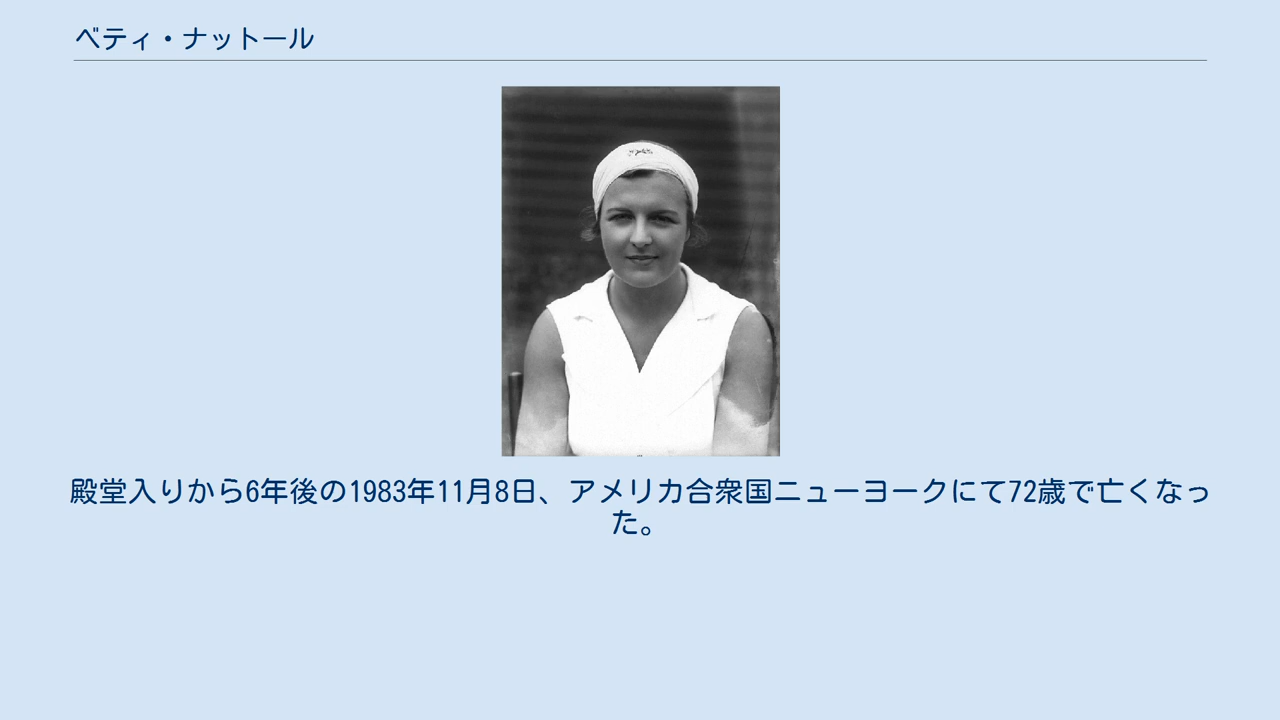 ベティ・ナットール
殿堂入りから6年後の1983年11月8日、アメリカ合衆国ニューヨークにて72歳で亡くなっ
た。